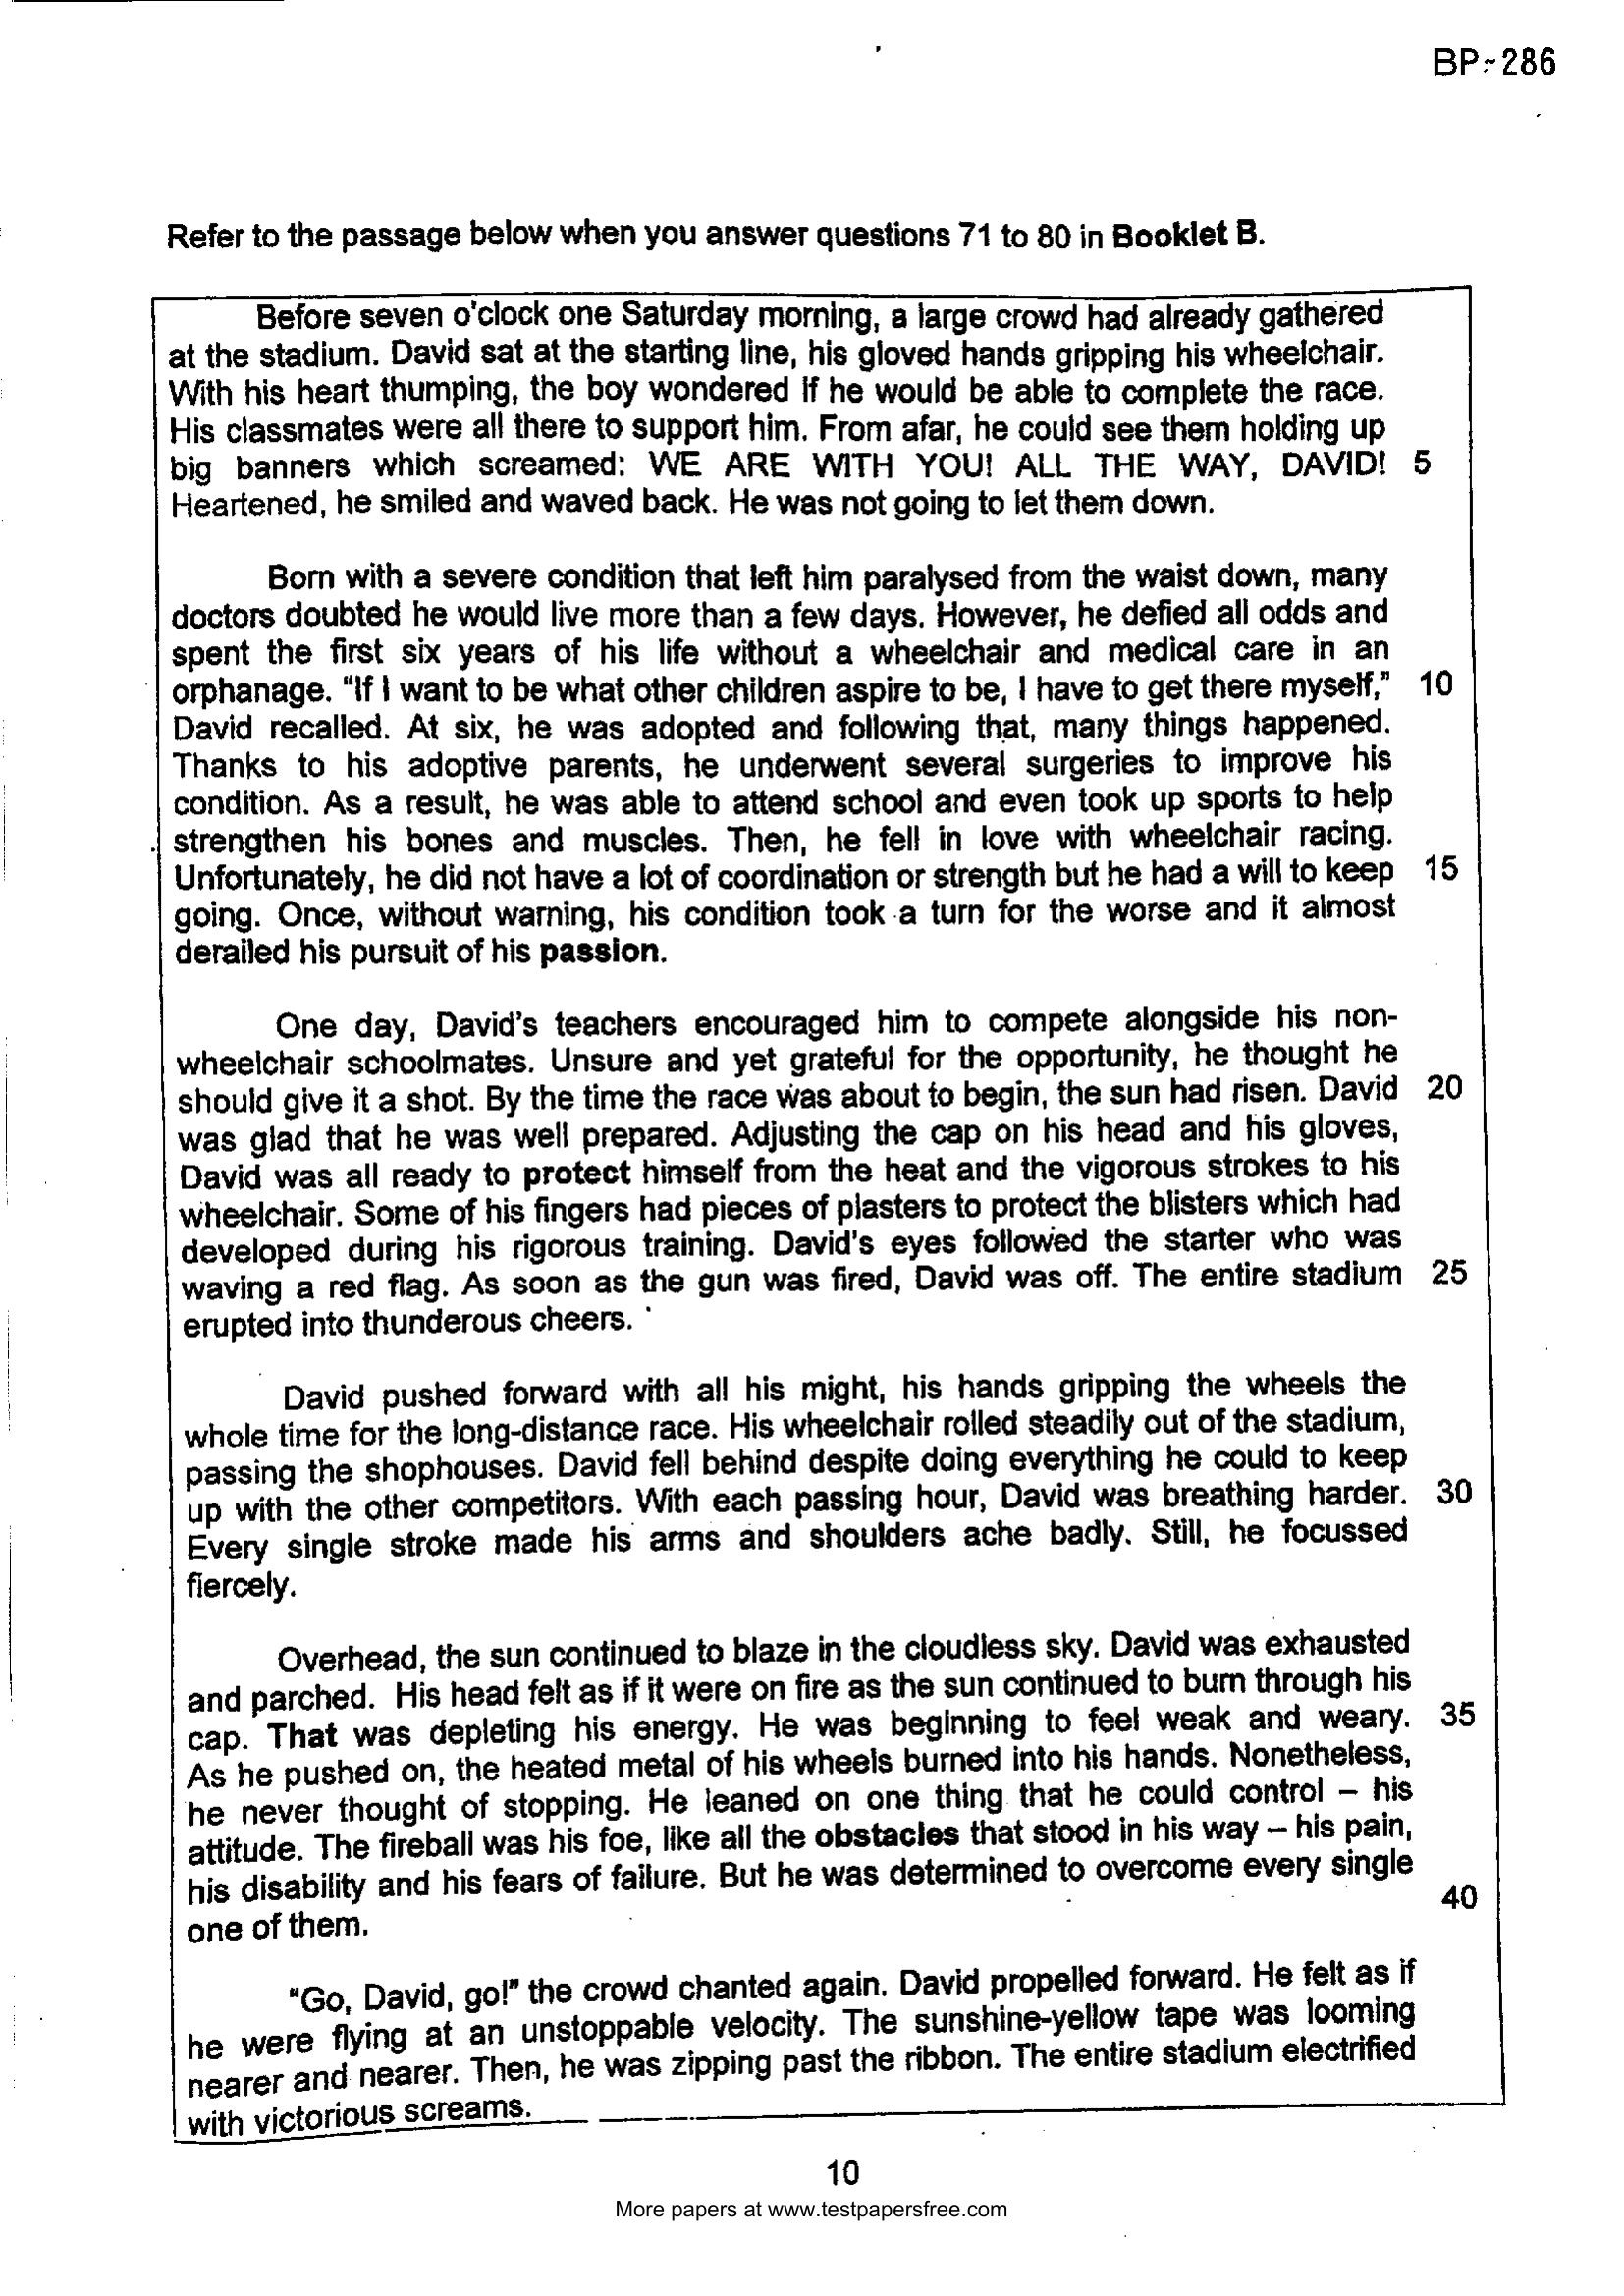 BP-286
Refer to the passage below when you answer questions 71 to 80 in Booklet B.
Before seven o'clock one Saturday morning, a large crowd had already gathered
at the stadium. David sat at the starting line, his gloved hands gripping his wheelchair.
With his heart thumping, the boy wondered if he would be able to complete the race.
His classmates were all there to support him. From afar, he could see them holding up
big banners which screamed: WE ARE WITH YOU! ALL THE WAY, DAVID! 5
Heartened, he smiled and waved back. He was not going to let them down.
Born with a severe condition that left him paralysed from the waist down, many
doctors doubted he would live more than a few days. However, he defied all odds and
spent the first six years of his life without a wheelchair and medical care in an
orphanage. "If I want to be what other children aspire to be, I have to get there myself," 10
David recalled. At six, he was adopted and following that, many things happened.
Thanks to his adoptive parents, he underwent several surgeries to improve his
condition. As a result, he was able to attend school and even took up sports to help
strengthen his bones and muscles. Then, he fell in love with wheelchair racing.
Unfortunately, he did not have a lot of coordination or strength but he had a will to keep 15
going. Once, without warning, his condition took a turn for the worse and it almost
derailed his pursuit of his passion.
One day, David's teachers encouraged him to compete alongside his non-
wheelchair schoolmates. Unsure and yet grateful for the opportunity, he thought he
should give it a shot. By the time the race was about to begin, the sun had risen. David 20
was glad that he was well prepared. Adjusting the cap on his head and his gloves,
David was all ready to protect himself from the heat and the vigorous strokes to his
wheelchair. Some of his fingers had pieces of plasters to protect the blisters which had
developed during his rigorous training. David's eyes followed the starter who was
waving a red flag. As soon as the gun was fired, David was off. The entire stadium 25
erupted into thunderous cheers.
David pushed forward with all his might, his hands gripping the wheels the
whole time for the long-distance race. His wheelchair rolled steadily out of the stadium,
passing the shophouses. David fell behind despite doing everything he could to keep
up with the other competitors. With each passing hour, David was breathing harder. 30
Every single stroke made his arms and shoulders ache badly. Still, he focussed
fiercely.
Overhead, the sun continued to blaze in the cloudless sky. David was exhausted
and parched. His head felt as if it were on fire as the sun continued to burn through his
cap. That was depleting his energy. He was beginning to feel weak and weary. 35
As he pushed on, the heated metal of his wheels burned into his hands. Nonetheless,
he never thought of stopping. He leaned on one thing that he could control – his
attitude. The fireball was his foe, like all the obstacles that stood in his way – his pain,
his disability and his fears of failure. But he was determined to overcome every single
one of them. 40
"Go, David, go!" the crowd chanted again. David propelled forward. He felt as if
he were flying at an unstoppable velocity. The sunshine-yellow tape was looming
nearer and nearer. Then, he was zipping past the ribbon. The entire stadium electrified
with victorious screams.
10
More papers at www.testpapersfree.com